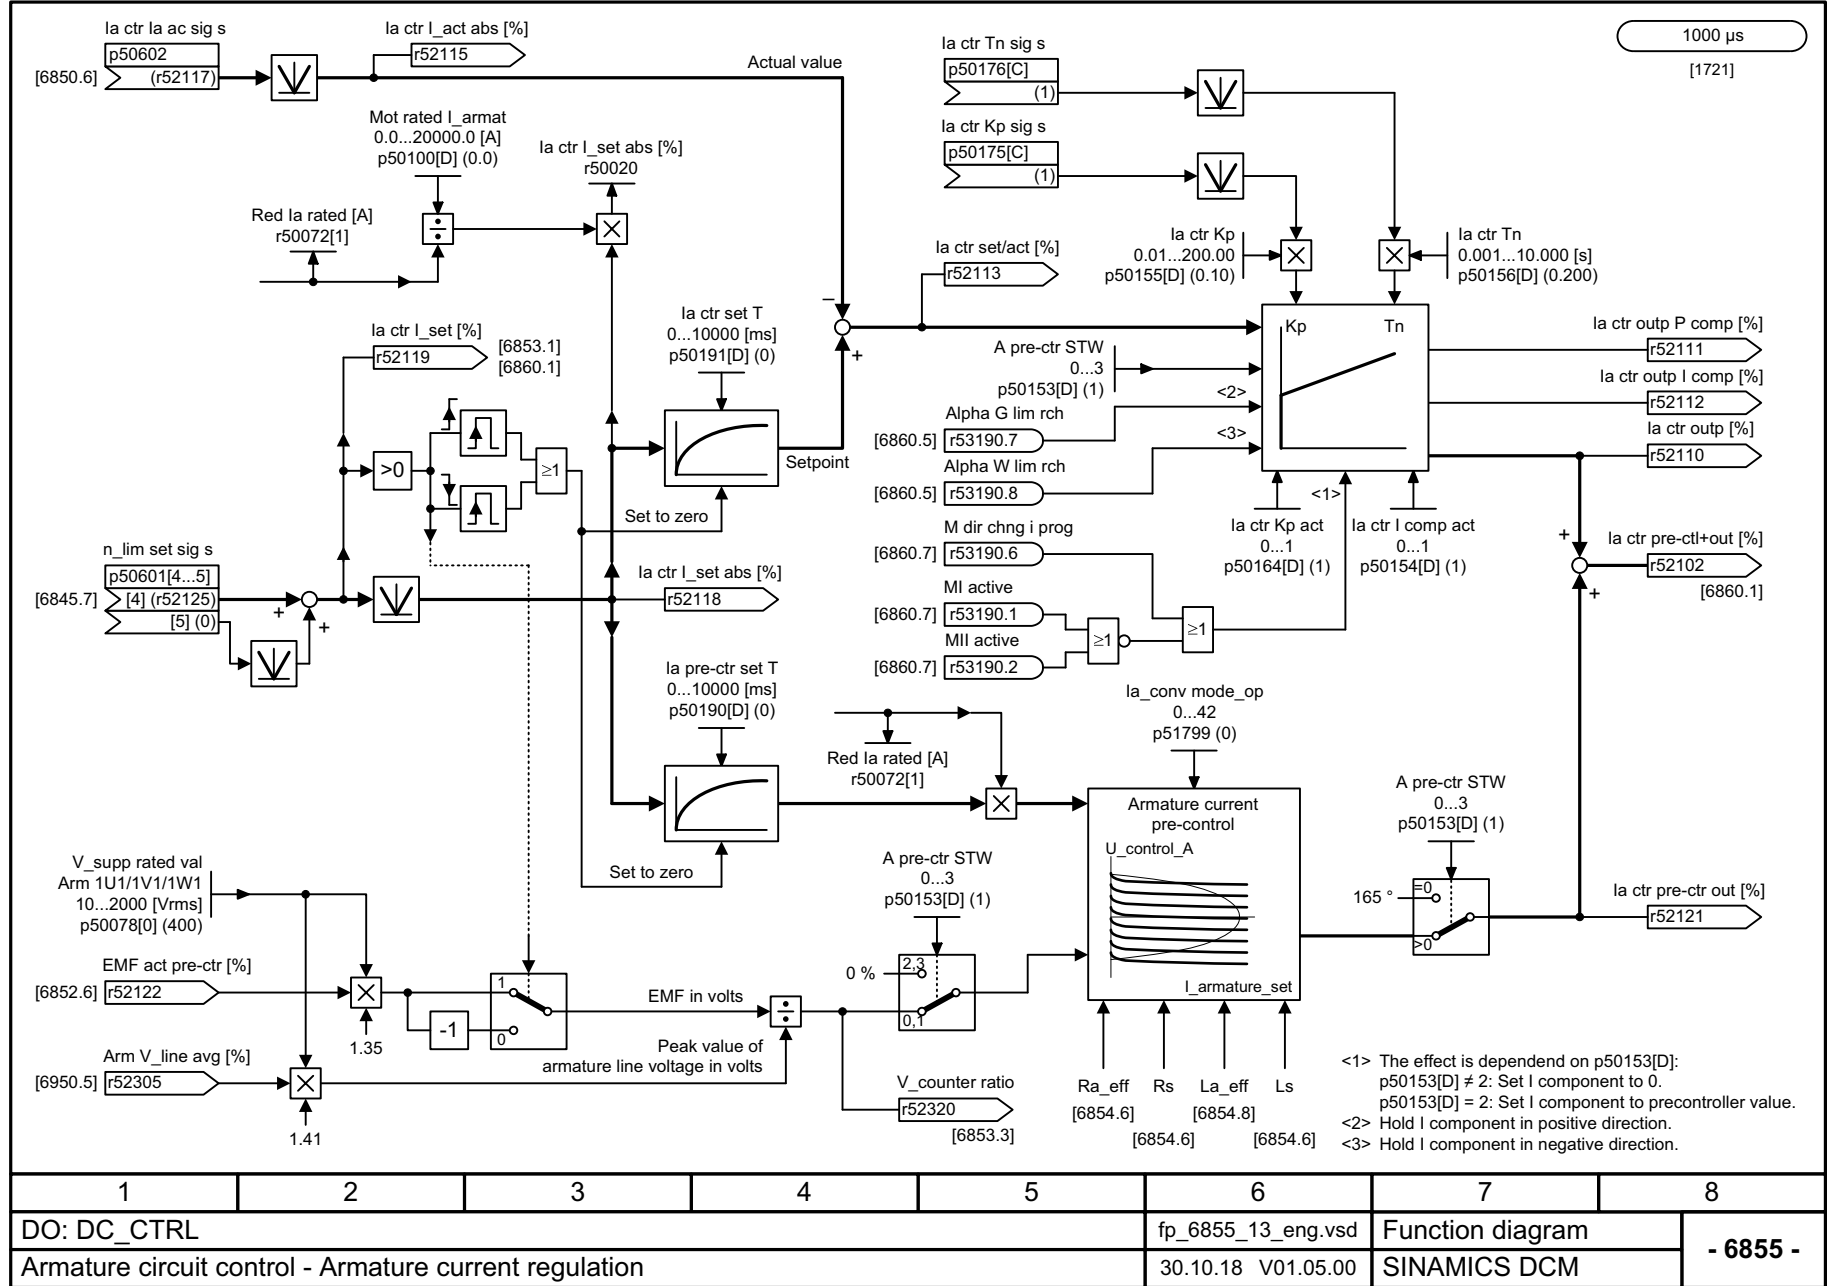 Ia ctr Ia ac sig s
p50602
[6850.6]
(r52117)
Ia ctr I_act abs [%]
r52115
Actual value
Mot rated I_armat
0.0...20000.0 [A]
p50100[D] (0.0)
Red Ia rated [A]
r50072[1]
÷
Ia ctr I_set abs [%]
r50020
×
Ia ctr Tn sig s
p50176[C]
(1)
Ia ctr Kp sig s
p50175[C]
(1)
1000 µs
[1721]
Ia ctr Kp
0.01...200.00
p50155[D] (0.10)
×
×
Ia ctr Tn
0.001...10.000 [s]
p50156[D] (0.200)
Ia ctr set/act [%]
r52113
Ia ctr I_set [%]
r52119
[6853.1]
[6860.1]
Ia ctr set T
0...10000 [ms]
p50191[D] (0)
–
+
Setpoint
Set to zero
>0
≥1
A pre-ctr STW
0...3
p50153[D] (1)
<2>
Alpha G lim rch
[6860.5]
r53190.7
<3>
Alpha W lim rch
[6860.5]
r53190.8
Kp
Tn
Ia ctr outp P comp [%]
r52111
Ia ctr outp I comp [%]
r52112
Ia ctr outp [%]
r52110
<1>
Ia ctr Kp act
0...1
p50164[D] (1)
Ia ctr I comp act
0...1
p50154[D] (1)
M dir chng i prog
[6860.7]
r53190.6
MI active
[6860.7]
r53190.1
MII active
[6860.7]
r53190.2
≥1
≥1
+
+
Ia ctr pre-ctl+out [%]
r52102
[6860.1]
n_lim set sig s
p50601[4...5]
[6845.7]
[4] (r52125)
[5] (0)
+
+
Ia ctr I_set abs [%]
r52118
Ia pre-ctr set T
0...10000 [ms]
p50190[D] (0)
Set to zero
Red Ia rated [A]
r50072[1]
×
Ia_conv mode_op
0...42
p51799 (0)
Armature current
pre-control
U_control_A
I_armature_set
A pre-ctr STW
0...3
p50153[D] (1)
165 °
=0
>0
Ia ctr pre-ctr out [%]
r52121
V_supp rated val
Arm 1U1/1V1/1W1
10...2000 [Vrms]
p50078[0] (400)
EMF act pre-ctr [%]
[6852.6]
r52122
×
1.35
-1
1
0
EMF in volts
÷
Arm V_line avg [%]
[6950.5]
r52305
×
1.41
Peak value of
armature line voltage in volts
A pre-ctr STW
0...3
p50153[D] (1)
0 %
2,3
0,1
V_counter ratio
r52320
[6853.3]
Ra_eff
[6854.6]
Rs
[6854.6]
La_eff
[6854.8]
Ls
[6854.6]
<1> The effect is dependend on p50153[D]:
p50153[D] ≠ 2: Set I component to 0.
p50153[D] = 2: Set I component to precontroller value.
<2> Hold I component in positive direction.
<3> Hold I component in negative direction.
1 2 3 4 5 6 7 8
DO: DC_CTRL
fp_6855_13_eng.vsd
Function diagram
- 6855 -
Armature circuit control - Armature current regulation
30.10.18 V01.05.00
SINAMICS DCM